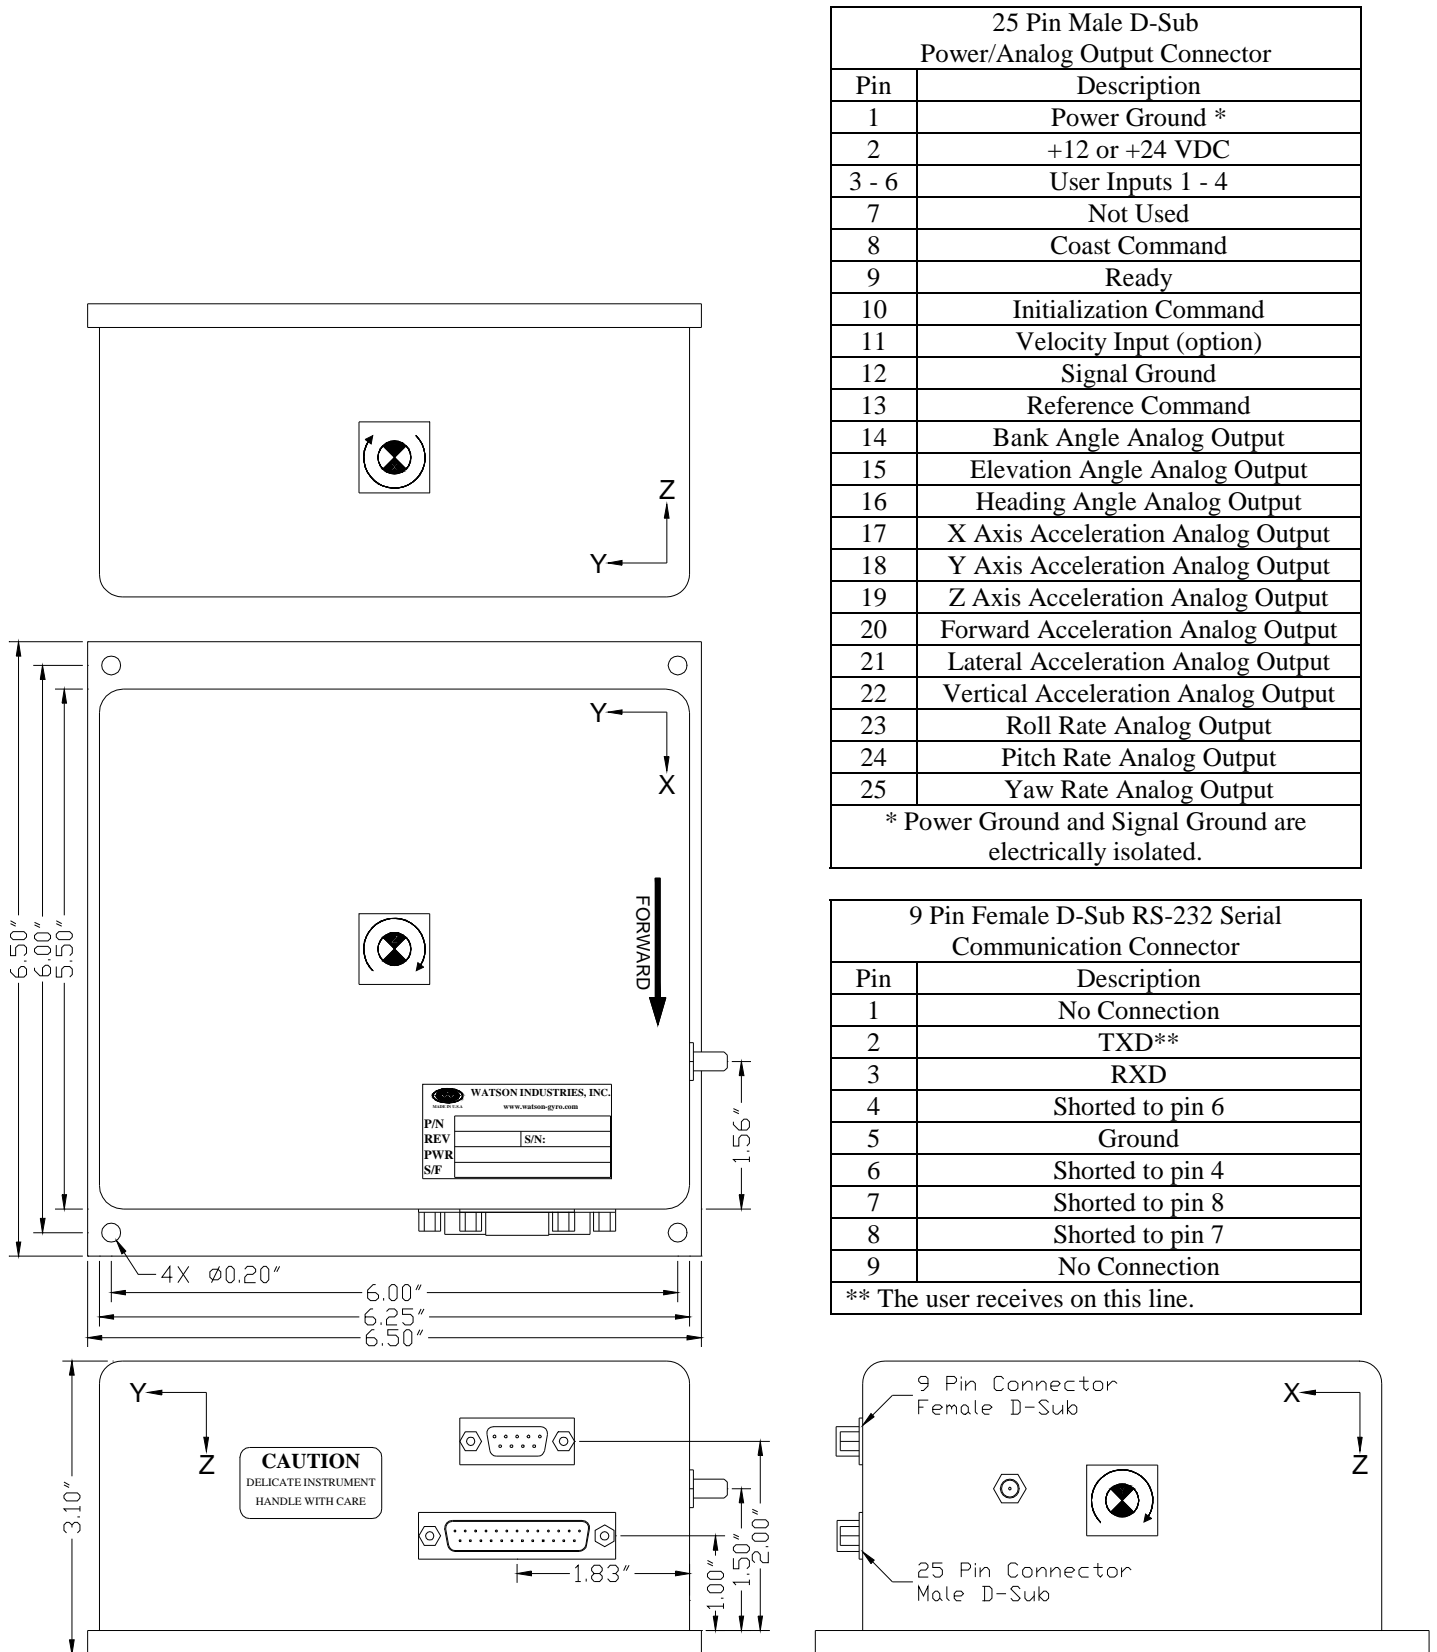 25 Pin Male D-Sub
Power/Analog Output Connector
Pin Description
1 Power Ground *
2 +12 or +24 VDC
3 - 6 User Inputs 1 - 4
7 Not Used
8 Coast Command
9 Ready
10 Initialization Command
11 Velocity Input (option)
12 Signal Ground
13 Reference Command
14 Bank Angle Analog Output
15 Elevation Angle Analog Output
16 Heading Angle Analog Output
17 X Axis Acceleration Analog Output
18 Y Axis Acceleration Analog Output
19 Z Axis Acceleration Analog Output
20 Forward Acceleration Analog Output
21 Lateral Acceleration Analog Output
22 Vertical Acceleration Analog Output
23 Roll Rate Analog Output
24 Pitch Rate Analog Output
25 Yaw Rate Analog Output
* Power Ground and Signal Ground are
electrically isolated.
9 Pin Female D-Sub RS-232 Serial
Communication Connector
Pin Description
1 No Connection
2 TXD**
3 RXD
4 Shorted to pin 6
5 Ground
6 Shorted to pin 4
7 Shorted to pin 8
8 Shorted to pin 7
9 No Connection
** The user receives on this line.
Z
Y
Y
X
FORWARD
6.50"
6.00"
5.50"
WATSON INDUSTRIES, INC.
MADE IN U.S.A
www.watson-gyro.com
P/N
REV S/N:
PWR
S/F
1.56"
4X ø0.20"
6.00"
6.25"
6.50"
Y
Z
CAUTION
DELICATE INSTRUMENT
HANDLE WITH CARE
3.10"
1.83"
1.00"
1.50"
2.00"
9 Pin Connector
Female D-Sub
X
Z
25 Pin Connector
Male D-Sub